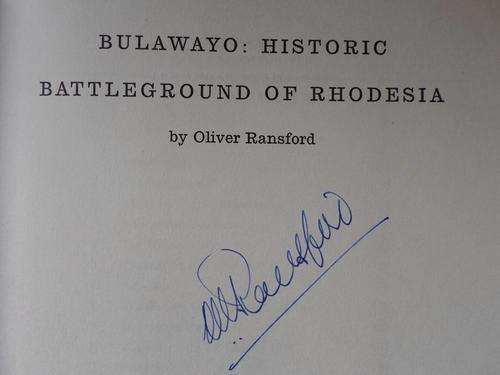 BULAWAYO: HISTORIC
BATTLEGROUND OF RHODESIA
by Oliver Ransford